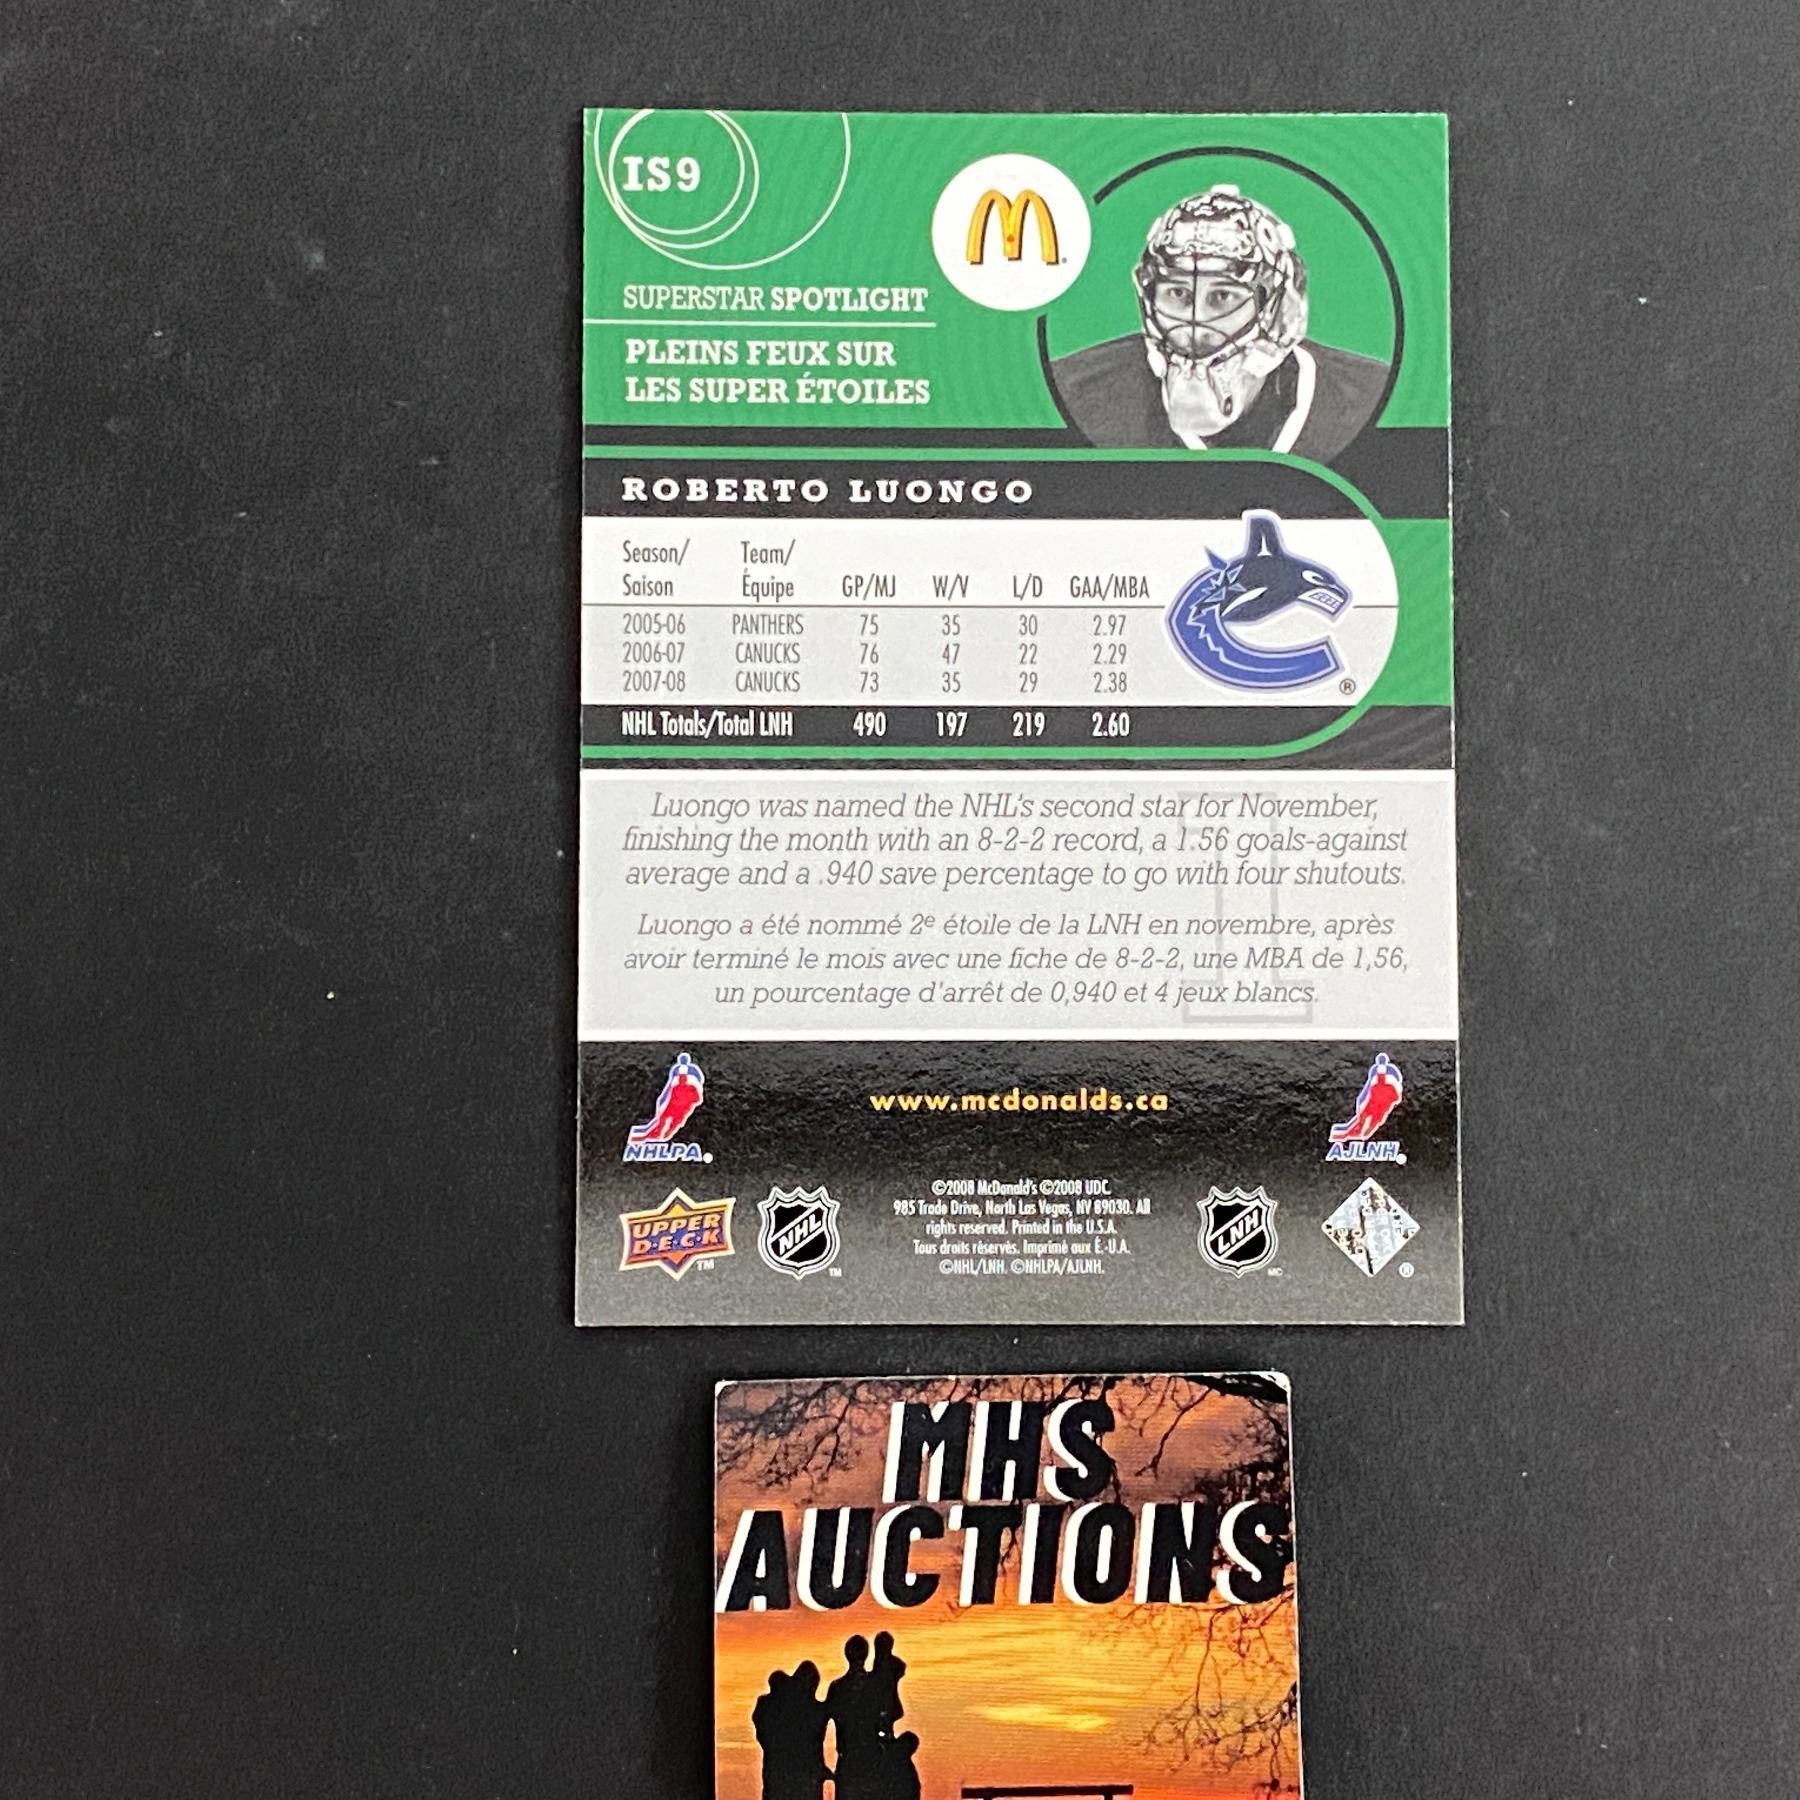 IS9
M
SUPERSTAR SPOTLIGHT
PLEINS FEUX SUR
LES SUPER ÉTOILES
ROBERTO LUONGO
Season/ Team/
Saison Équipe GP/MJ W/V L/D GAA/MBA
2005-06 PANTHERS 75 35 30 2.97
2006-07 CANUCKS 76 47 22 2.29
2007-08 CANUCKS 73 35 29 2.38
NHL Totals/Total LNH 490 197 219 2.60
Luongo was named the NHL's second star for November,
finishing the month with an 8-2-2 record, a 1.56 goals-against
average and a .940 save percentage to go with four shutouts.
Luongo a été nommé 2e étoile de la LNH en novembre, après
avoir terminé le mois avec une fiche de 8-2-2, une MBA de 1,56,
un pourcentage d'arrêt de 0,940 et 4 jeux blancs.
www.mcdonalds.ca
NHLPA. AJLNH.
©2008 McDonald's ©2008 UDC.
985 Trade Drive, North Las Vegas, NV 89030. All
rights reserved. Printed in the U.S.A.
Tous droits réservés. Imprimé aux É.-U.A.
©NHL/LNH. ©NHLPA/AJLNH.
UPPER
DECK TM
NHL TM
LNH MC
®
MHS
AUCTIONS